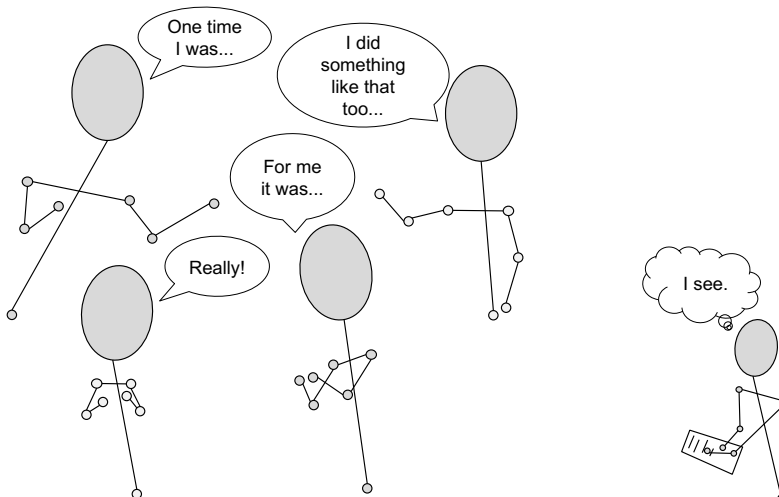 One time
I was...
I did
something
like that
too...
For me
it was...
Really!
I see.